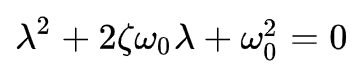 λ² + 2ζω₀λ + ω₀² = 0